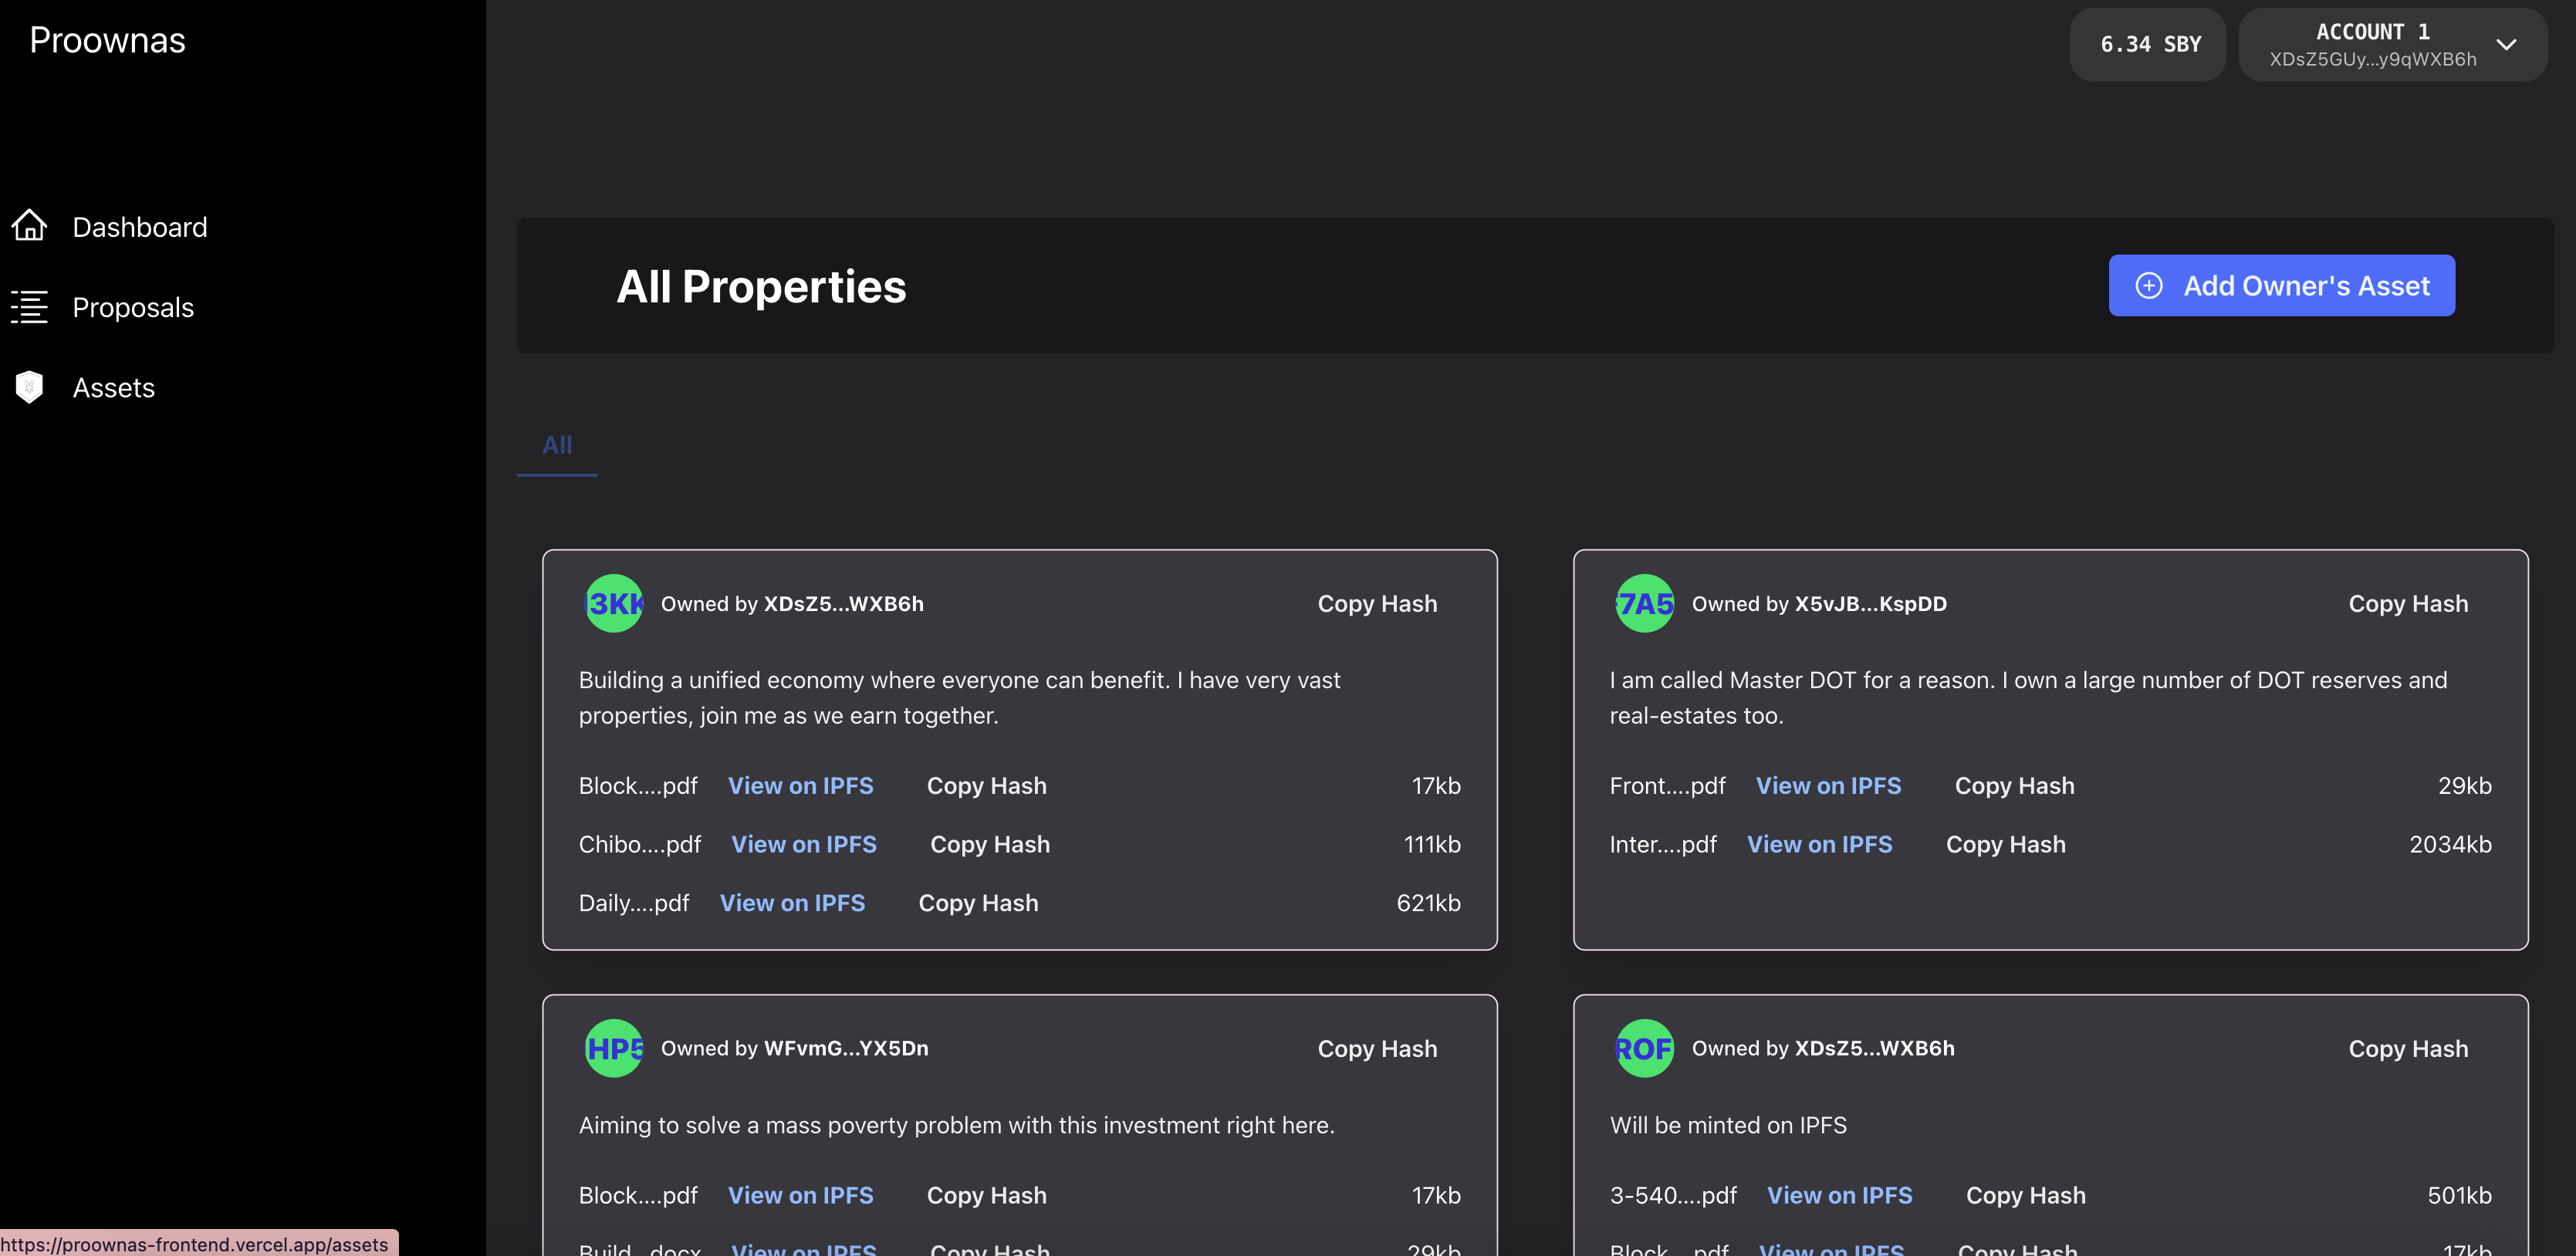 Proownas
6.34 SBY
ACCOUNT 1
XDsZ5GUy...y9qWXB6h
Dashboard
Proposals
Assets
All Properties
Add Owner's Asset
All
3KK
Owned by XDsZ5...WXB6h
Copy Hash
Building a unified economy where everyone can benefit. I have very vast
properties, join me as we earn together.
Block....pdf View on IPFS Copy Hash 17kb
Chibo....pdf View on IPFS Copy Hash 111kb
Daily....pdf View on IPFS Copy Hash 621kb
7A5
Owned by X5vJB...KspDD
Copy Hash
I am called Master DOT for a reason. I own a large number of DOT reserves and
real-estates too.
Front....pdf View on IPFS Copy Hash 29kb
Inter....pdf View on IPFS Copy Hash 2034kb
HP5
Owned by WFvmG...YX5Dn
Copy Hash
Aiming to solve a mass poverty problem with this investment right here.
Block....pdf View on IPFS Copy Hash 17kb
Build...docx View on IPFS Copy Hash 29kb
ROF
Owned by XDsZ5...WXB6h
Copy Hash
Will be minted on IPFS
3-540....pdf View on IPFS Copy Hash 501kb
Block....pdf View on IPFS Copy Hash 17kb
https://proownas-frontend.vercel.app/assets